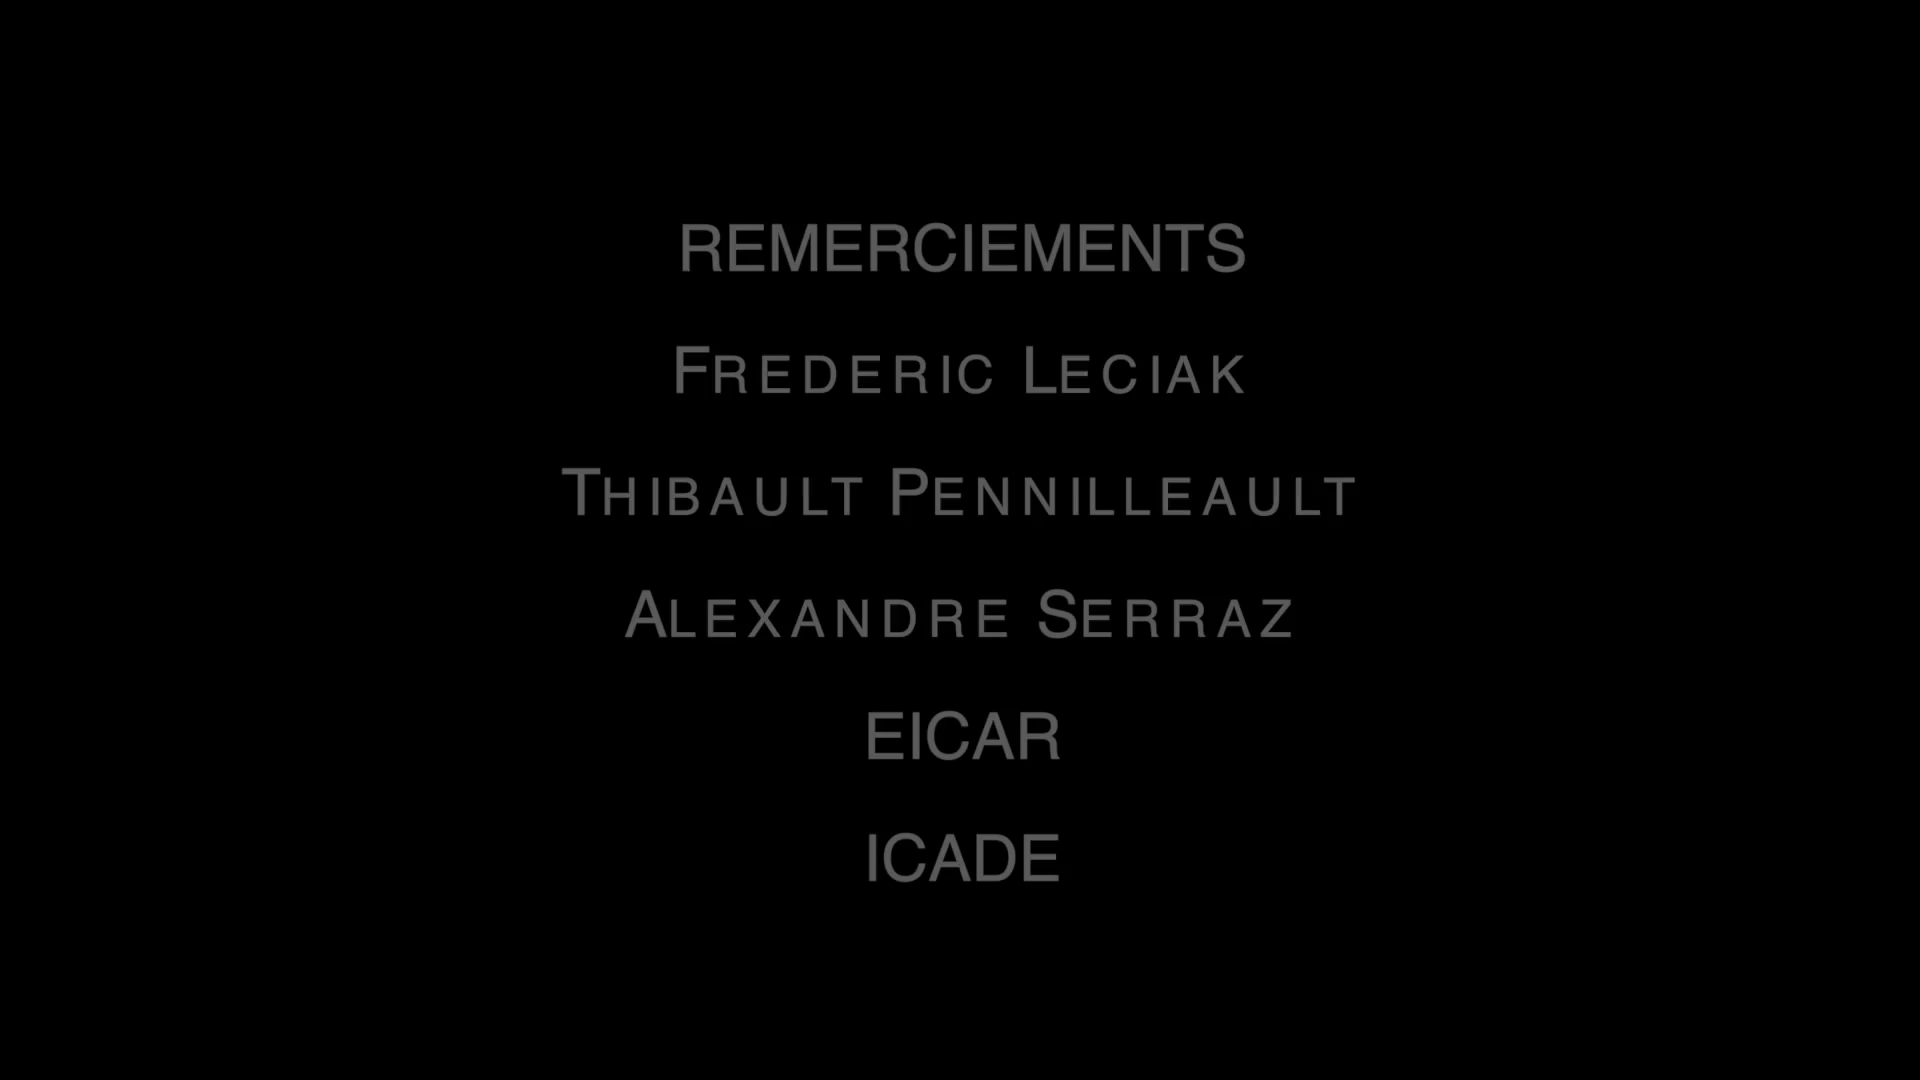 REMERCIEMENTS
FREDERIC LECIAK
THIBAULT PENNILLEAULT
ALEXANDRE SERRAZ
EICAR
ICADE